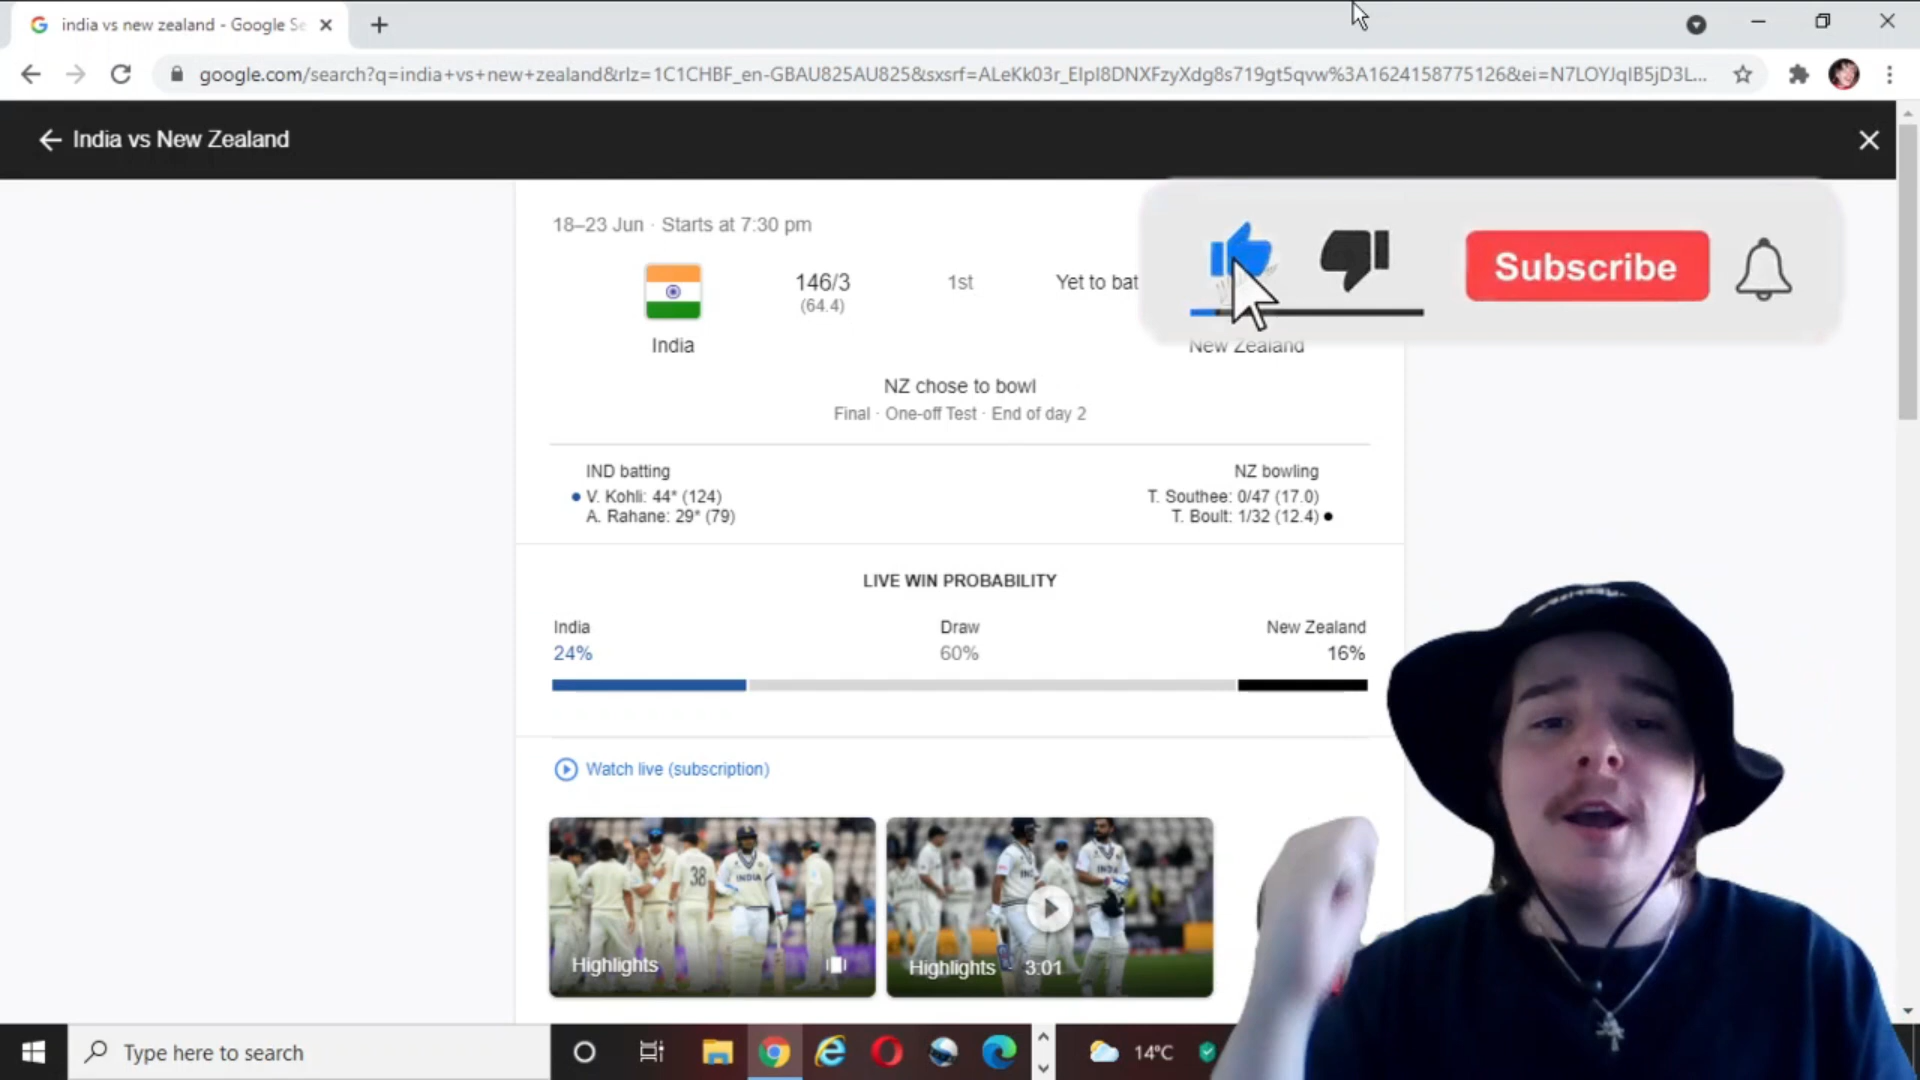 india vs new zealand - Google Se
google.com/search?q=india+vs+new+zealand&rlz=1C1CHBF_en-GBAU825AU825&sxsrf=ALeKk03r_EIpI8DNXFzyXdg8s719gt5qvw%3A1624158775126&ei=N7LOYJqIB5jD3L...
India vs New Zealand
18–23 Jun · Starts at 7:30 pm
146/3 1st Yet to bat
(64.4)
Subscribe
India New Zealand
NZ chose to bowl
Final · One-off Test · End of day 2
IND batting NZ bowling
V. Kohli: 44* (124) T. Southee: 0/47 (17.0)
A. Rahane: 29* (79) T. Boult: 1/32 (12.4)
LIVE WIN PROBABILITY
India Draw New Zealand
24% 60% 16%
Watch live (subscription)
38 INDIA
Highlights Highlights 3:01
Type here to search 14°C